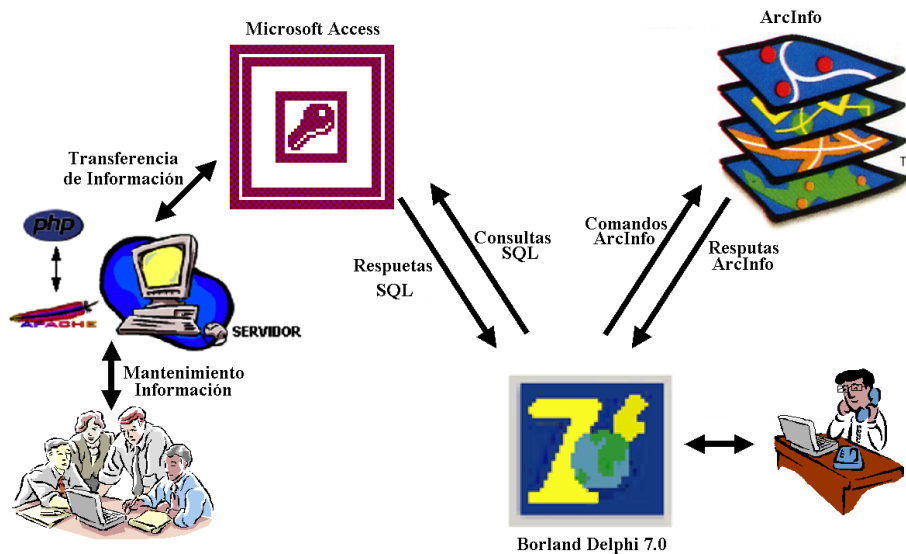 Microsoft Access
ArcInfo
Transferencia
de Información
php
APACHE
SERVIDOR
Mantenimiento
Información
Respuetas
SQL
Consultas
SQL
Comandos
ArcInfo
Resputas
ArcInfo
T
7
Borland Delphi 7.0